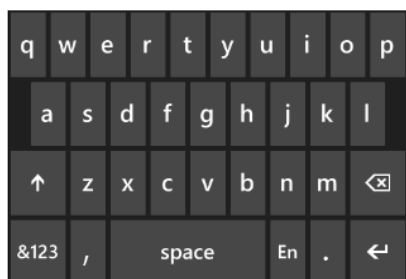 q w e r t y u i o p
a s d f g h j k l
z x c v b n m
&123 , space En .